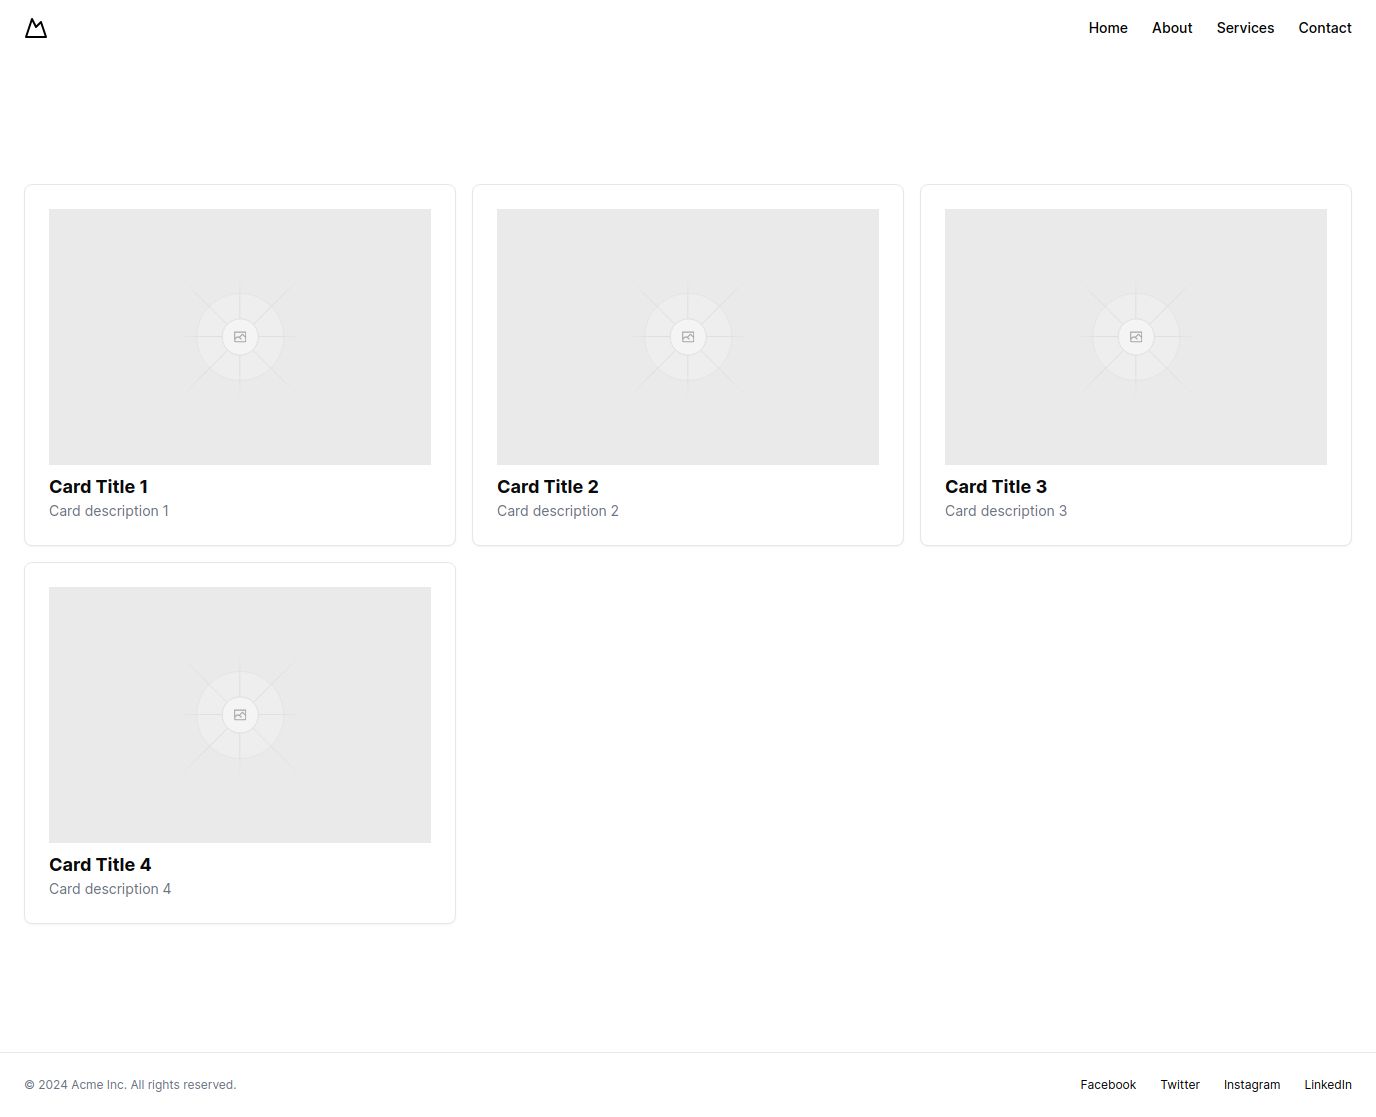 Home About Services Contact
Card Title 1
Card description 1
Card Title 2
Card description 2
Card Title 3
Card description 3
Card Title 4
Card description 4
© 2024 Acme Inc. All rights reserved.
Facebook Twitter Instagram LinkedIn